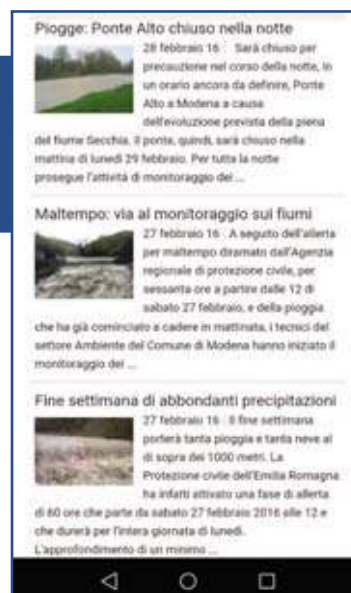 Piogge: Ponte Alto chiuso nella notte
28 febbraio 16 Sarà chiuso per
precauzione nel corso della notte, in
un orario ancora da definire, Ponte
Alto a Modena a causa
dell'evoluzione prevista della piena
del fiume Secchia. Il ponte, quindi, sarà chiuso nella
mattina di lunedì 29 febbraio. Per tutta la notte
prosegue l'attività di monitoraggio dei ...
Maltempo: via al monitoraggio sui fiumi
27 febbraio 16 A seguito dell'allerta
per maltempo diramato dall'Agenzia
regionale di protezione civile, per
sessanta ore a partire dalle 12 di
sabato 27 febbraio, e della pioggia
che ha già cominciato a cadere in mattinata, i tecnici del
settore Ambiente del Comune di Modena hanno iniziato il
monitoraggio dei ...
Fine settimana di abbondanti precipitazioni
27 febbraio 16 Il fine settimana
porterà tanta pioggia e tanta neve al
di sopra dei 1000 metri. La
Protezione civile dell'Emilia Romagna
ha infatti attivato una fase di allerta
di 60 ore che parte da sabato 27 febbraio 2016 alle 12 e
che durerà per l'intera giornata di lunedì.
L'approfondimento di un minimo ...